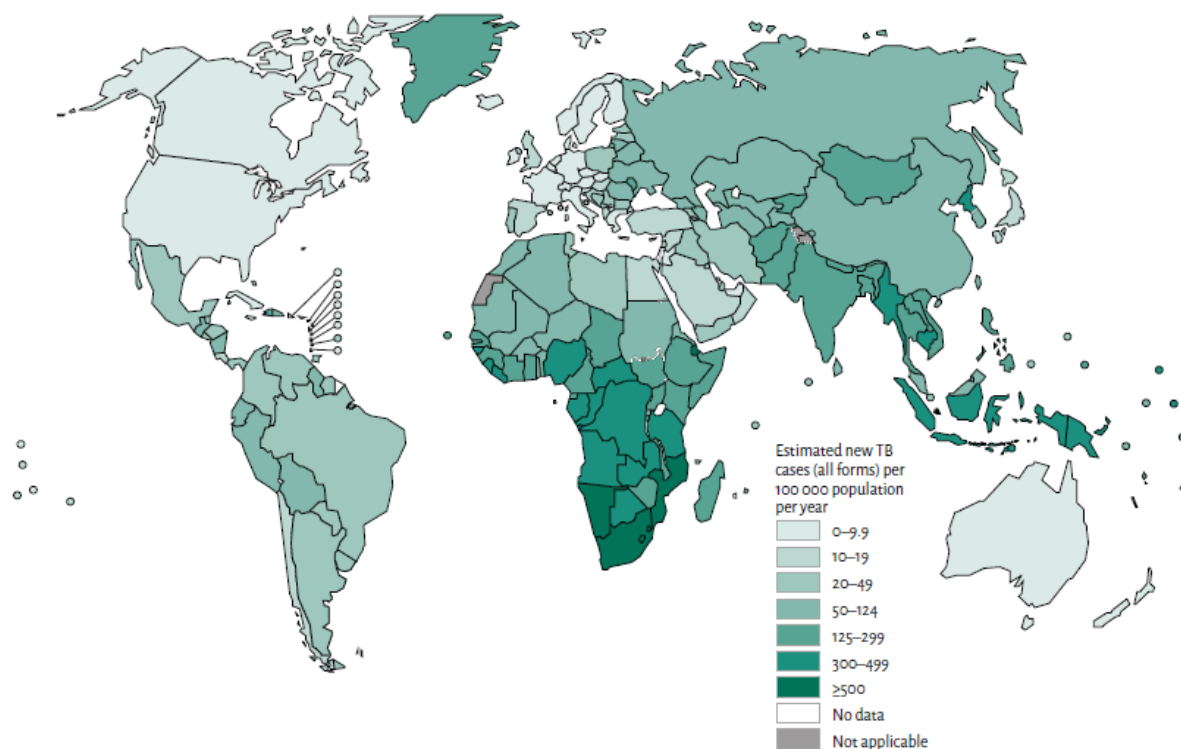 Estimated new TB
cases (all forms) per
100 000 population
per year
0–9.9
10–19
20–49
50–124
125–299
300–499
≥500
No data
Not applicable